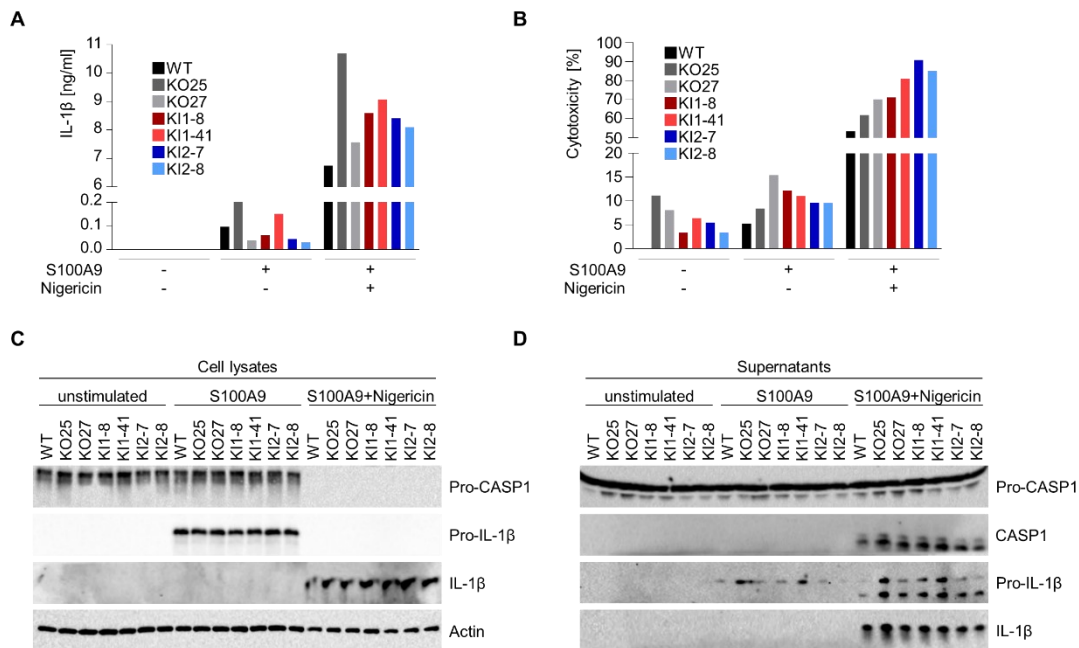 A
IL-1β [ng/ml]
11
10
9
8
7
6
0.2
0.1
0.0
WT
KO25
KO27
KI1-8
KI1-41
KI2-7
KI2-8
S100A9 - + +
Nigericin - - +
B
Cytotoxicity [%]
100
90
80
70
60
50
20
15
10
5
0
WT
KO25
KO27
KI1-8
KI1-41
KI2-7
KI2-8
S100A9 - + +
Nigericin - - +
C
Cell lysates
unstimulated S100A9 S100A9+Nigericin
WT KO25 KO27 KI1-8 KI1-41 KI2-7 KI2-8 WT KO25 KO27 KI1-8 KI1-41 KI2-7 KI2-8 WT KO25 KO27 KI1-8 KI1-41 KI2-7 KI2-8
Pro-CASP1
Pro-IL-1β
IL-1β
Actin
D
Supernatants
unstimulated S100A9 S100A9+Nigericin
WT KO25 KO27 KI1-8 KI1-41 KI2-7 KI2-8 WT KO25 KO27 KI1-8 KI1-41 KI2-7 KI2-8 WT KO25 KO27 KI1-8 KI1-41 KI2-7 KI2-8
Pro-CASP1
CASP1
Pro-IL-1β
IL-1β